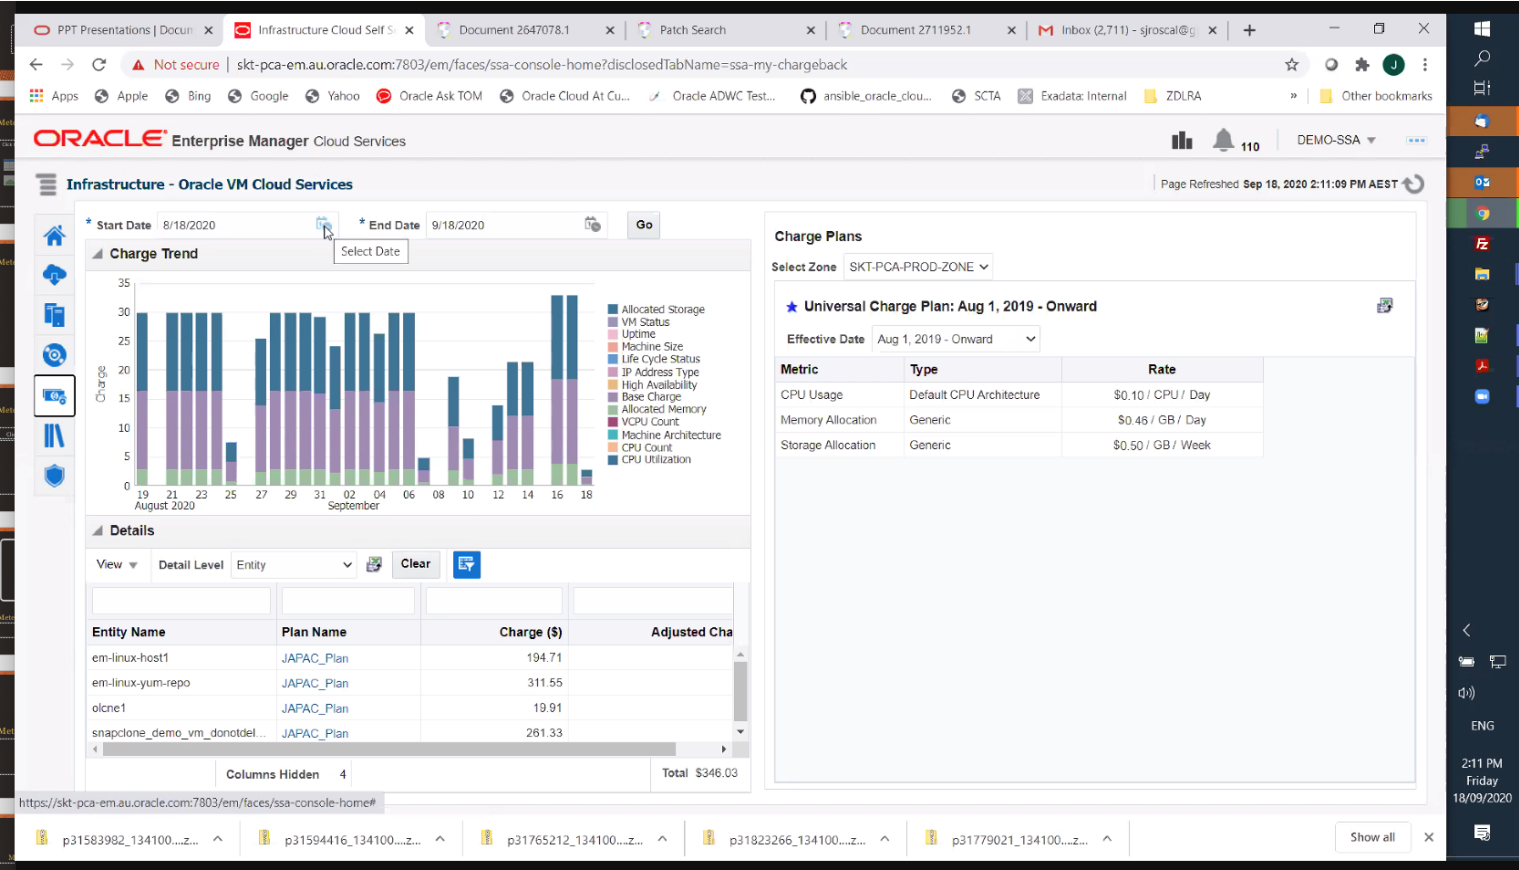 PPT Presentations | Docun
Infrastructure Cloud Self S
Document 2647078.1
Patch Search
Document 2711952.1
Inbox (2,711) - sjroscal@g
Not secure
skt-pca-em.au.oracle.com:7803/em/faces/ssa-console-home?disclosedTabName=ssa-my-chargeback
J
Apps
Apple
Bing
Google
Yahoo
Oracle Ask TOM
Oracle Cloud At Cu...
Oracle ADWC Test...
ansible_oracle_clou...
SCTA
Exadata: Internal
ZDLRA
»
Other bookmarks
ORACLE Enterprise Manager Cloud Services
110
DEMO-SSA
Infrastructure - Oracle VM Cloud Services
Page Refreshed Sep 18, 2020 2:11:09 PM AEST
* Start Date 8/18/2020
* End Date 9/18/2020
Go
Select Date
Charge Trend
Charge
35
30
25
20
15
10
5
0
19 21 23 25 27 29 31 02 04 06 08 10 12 14 16 18
August 2020 September
Allocated Storage
VM Status
Uptime
Machine Size
Life Cycle Status
IP Address Type
High Availability
Base Charge
Allocated Memory
VCPU Count
Machine Architecture
CPU Count
CPU Utilization
Details
View
Detail Level Entity
Clear
Entity Name Plan Name Charge ($) Adjusted Cha
em-linux-host1 JAPAC_Plan 194.71
em-linux-yum-repo JAPAC_Plan 311.55
olcne1 JAPAC_Plan 19.91
snapclone_demo_vm_donotdel... JAPAC_Plan 261.33
Columns Hidden 4
Total $346.03
Charge Plans
Select Zone SKT-PCA-PROD-ZONE
Universal Charge Plan: Aug 1, 2019 - Onward
Effective Date Aug 1, 2019 - Onward
Metric Type Rate
CPU Usage Default CPU Architecture $0.10 / CPU / Day
Memory Allocation Generic $0.46 / GB / Day
Storage Allocation Generic $0.50 / GB / Week
https://skt-pca-em.au.oracle.com:7803/em/faces/ssa-console-home#
p31583982_134100....z...
p31594416_134100....z...
p31765212_134100....z...
p31823266_134100....z...
p31779021_134100....z...
Show all
ENG
2:11 PM
Friday
18/09/2020